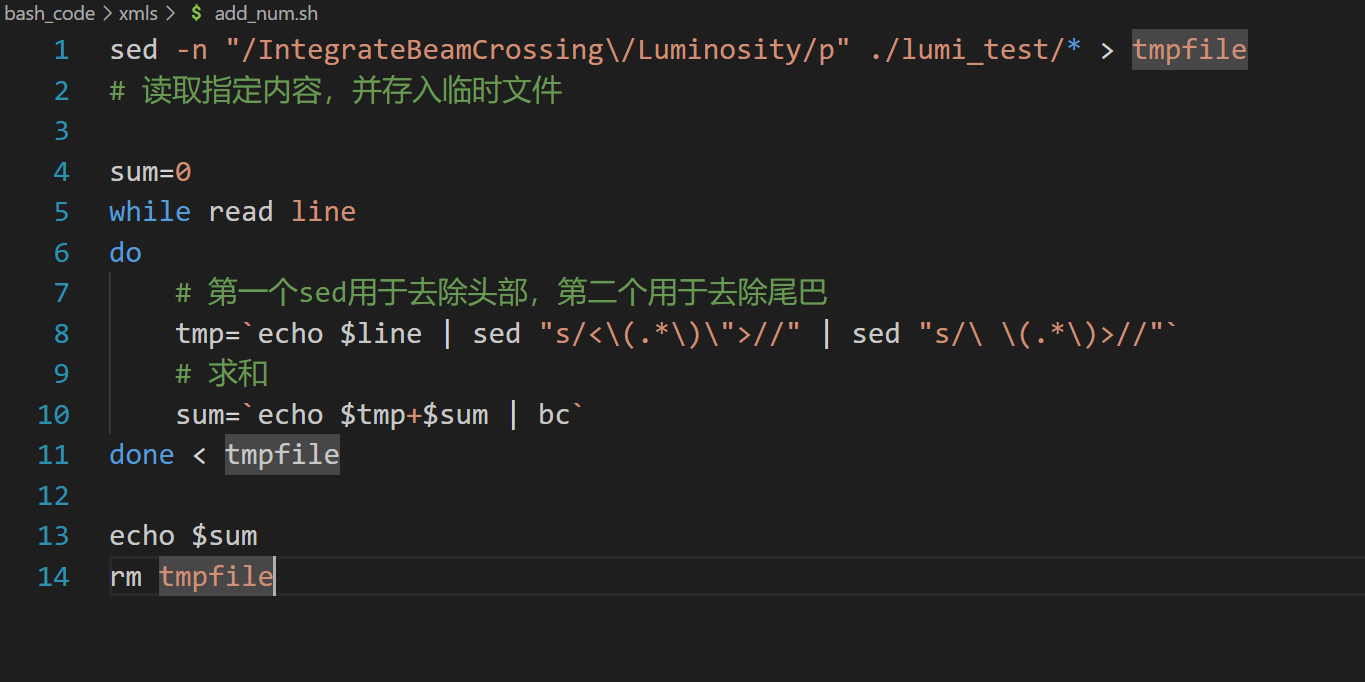 bash_code > xmls > $ add_num.sh
1 sed -n "/IntegrateBeamCrossing\/Luminosity/p" ./lumi_test/* > tmpfile
2 # 读取指定内容，并存入临时文件
3
4 sum=0
5 while read line
6 do
7 # 第一个sed用于去除头部，第二个用于去除尾巴
8 tmp=`echo $line | sed "s/<\(.*\)\">//" | sed "s/\ \(.*\)>//"`
9 # 求和
10 sum=`echo $tmp+$sum | bc`
11 done < tmpfile
12
13 echo $sum
14 rm tmpfile